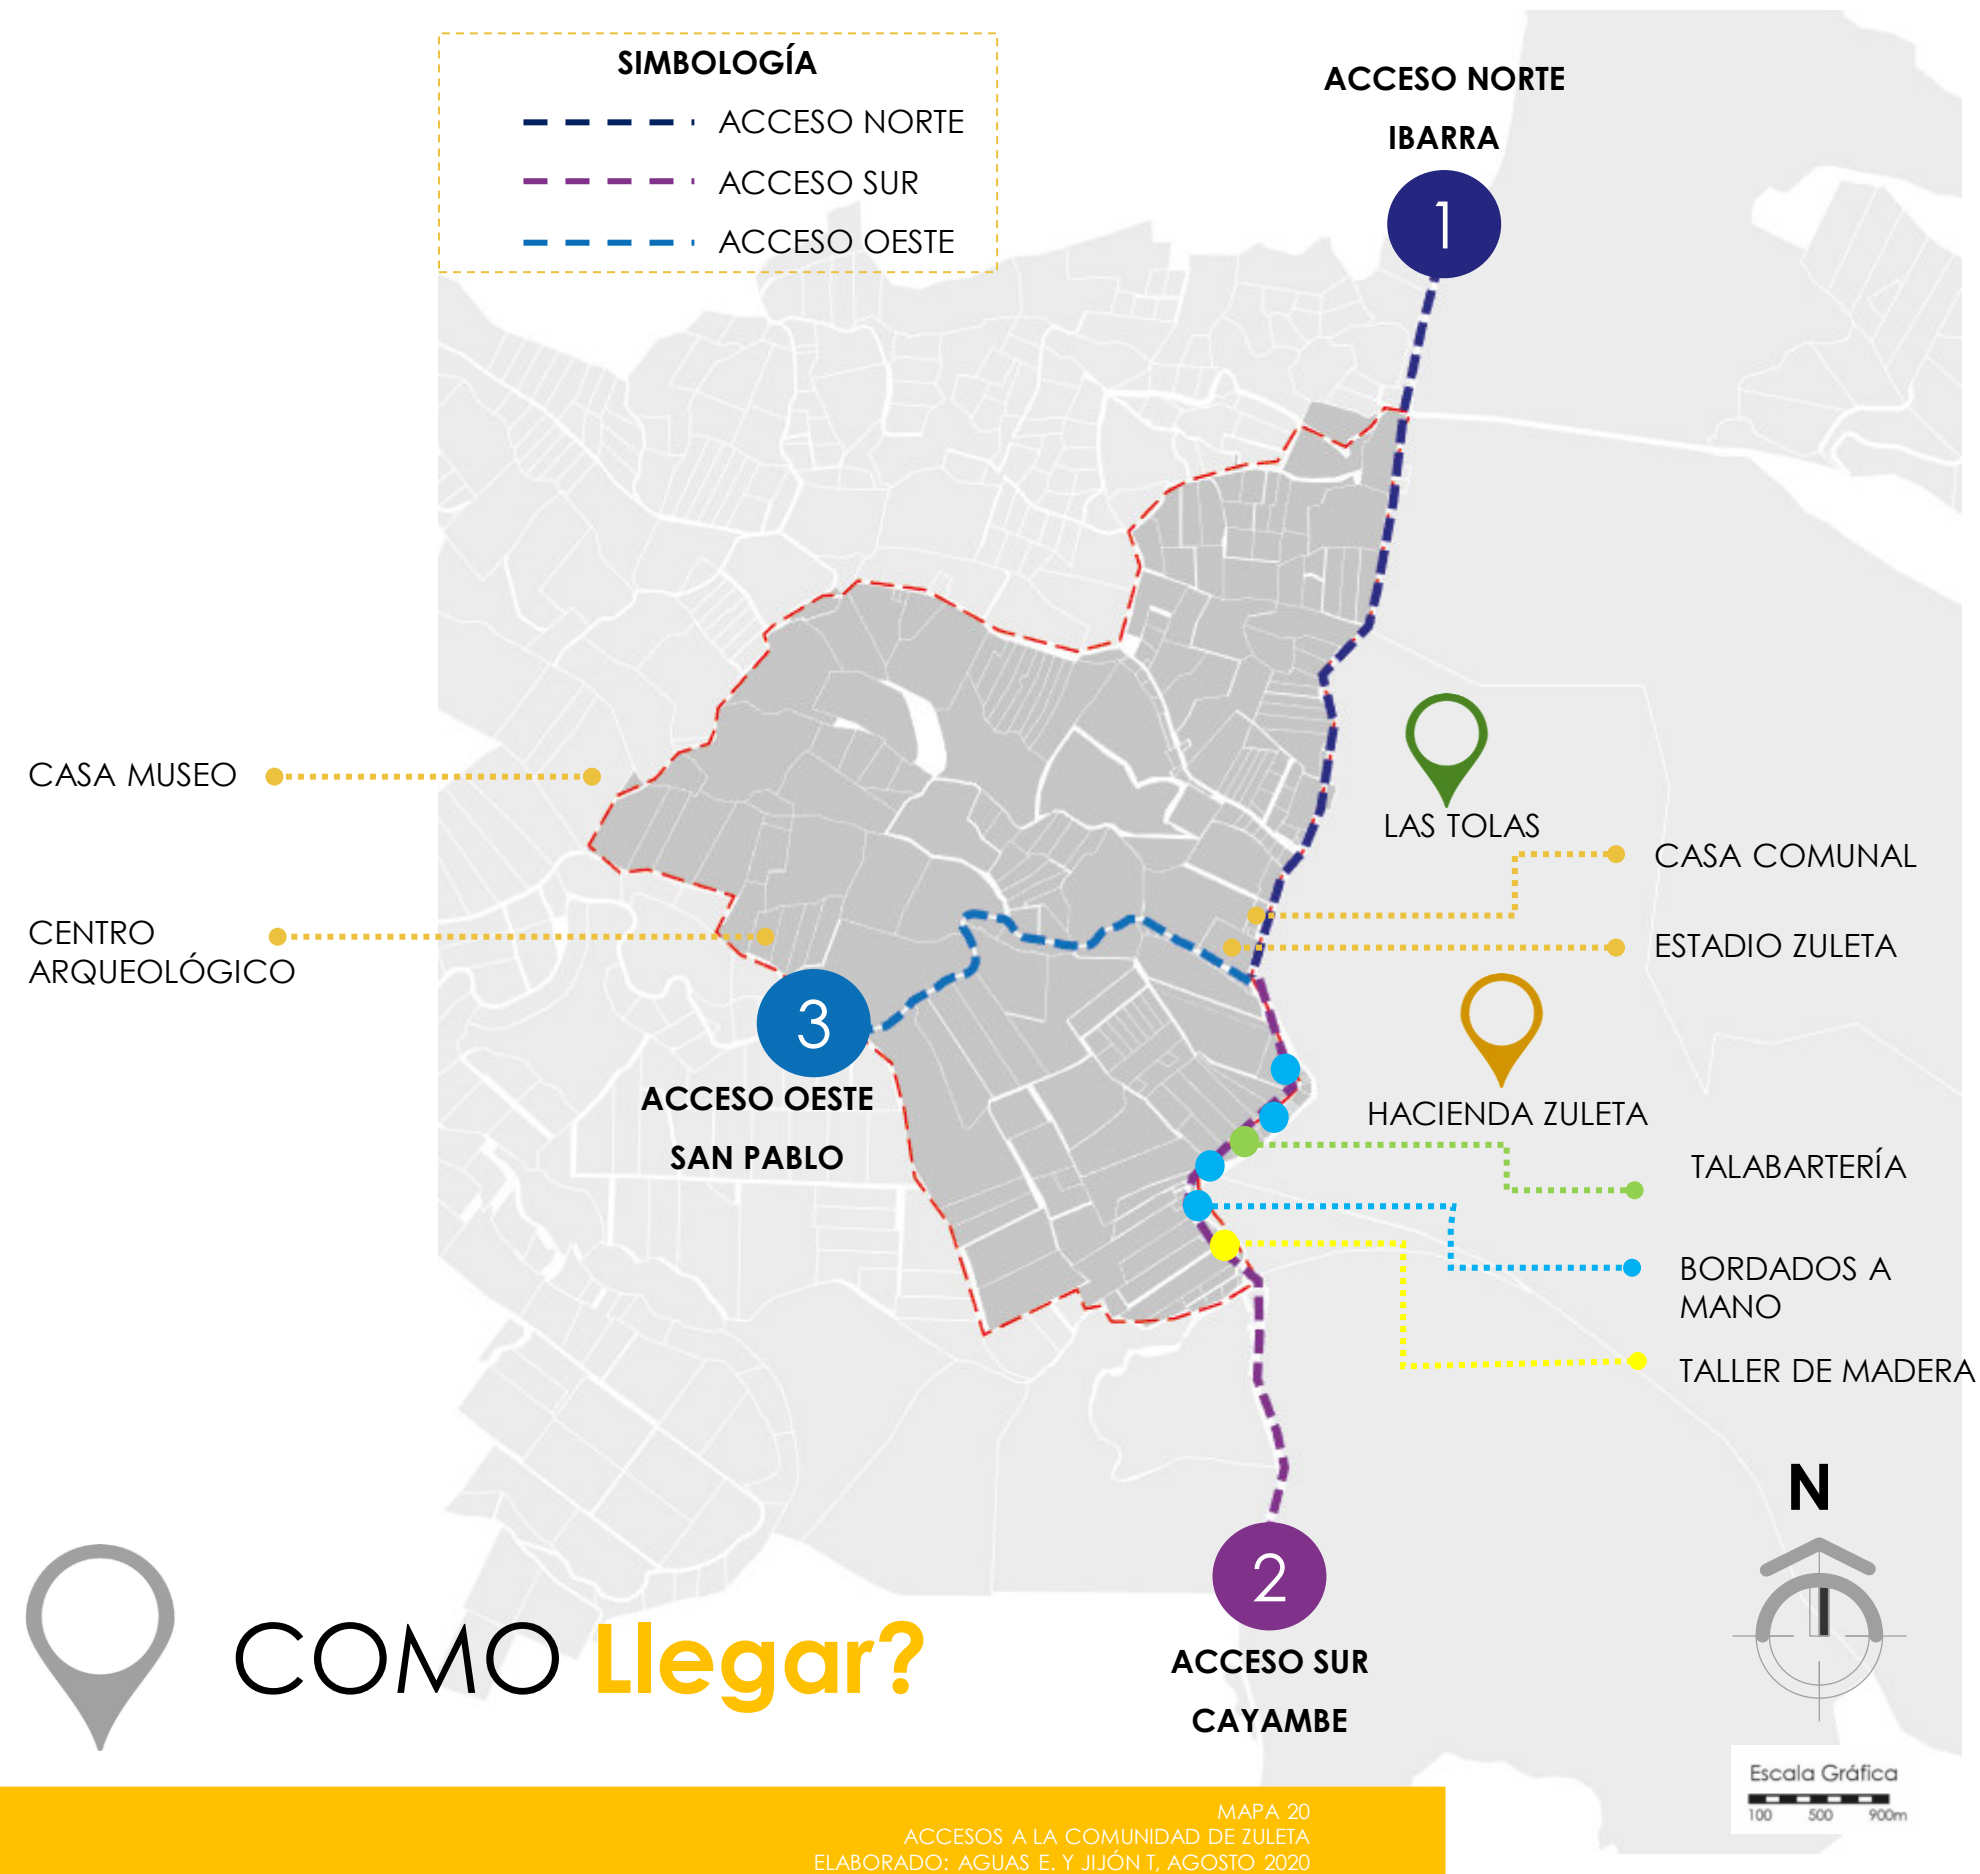 SIMBOLOGÍA
ACCESO NORTE
ACCESO SUR
ACCESO OESTE
ACCESO NORTE
IBARRA
1
LAS TOLAS
CASA MUSEO
CASA COMUNAL
CENTRO
ARQUEOLÓGICO
ESTADIO ZULETA
3
ACCESO OESTE
SAN PABLO
HACIENDA ZULETA
TALABARTERÍA
BORDADOS A
MANO
TALLER DE MADERA
N
2
ACCESO SUR
CAYAMBE
COMO Llegar?
Escala Gráfica
100 500 900m
MAPA 20
ACCESOS A LA COMUNIDAD DE ZULETA
ELABORADO: AGUAS E. Y JIJÓN T, AGOSTO 2020